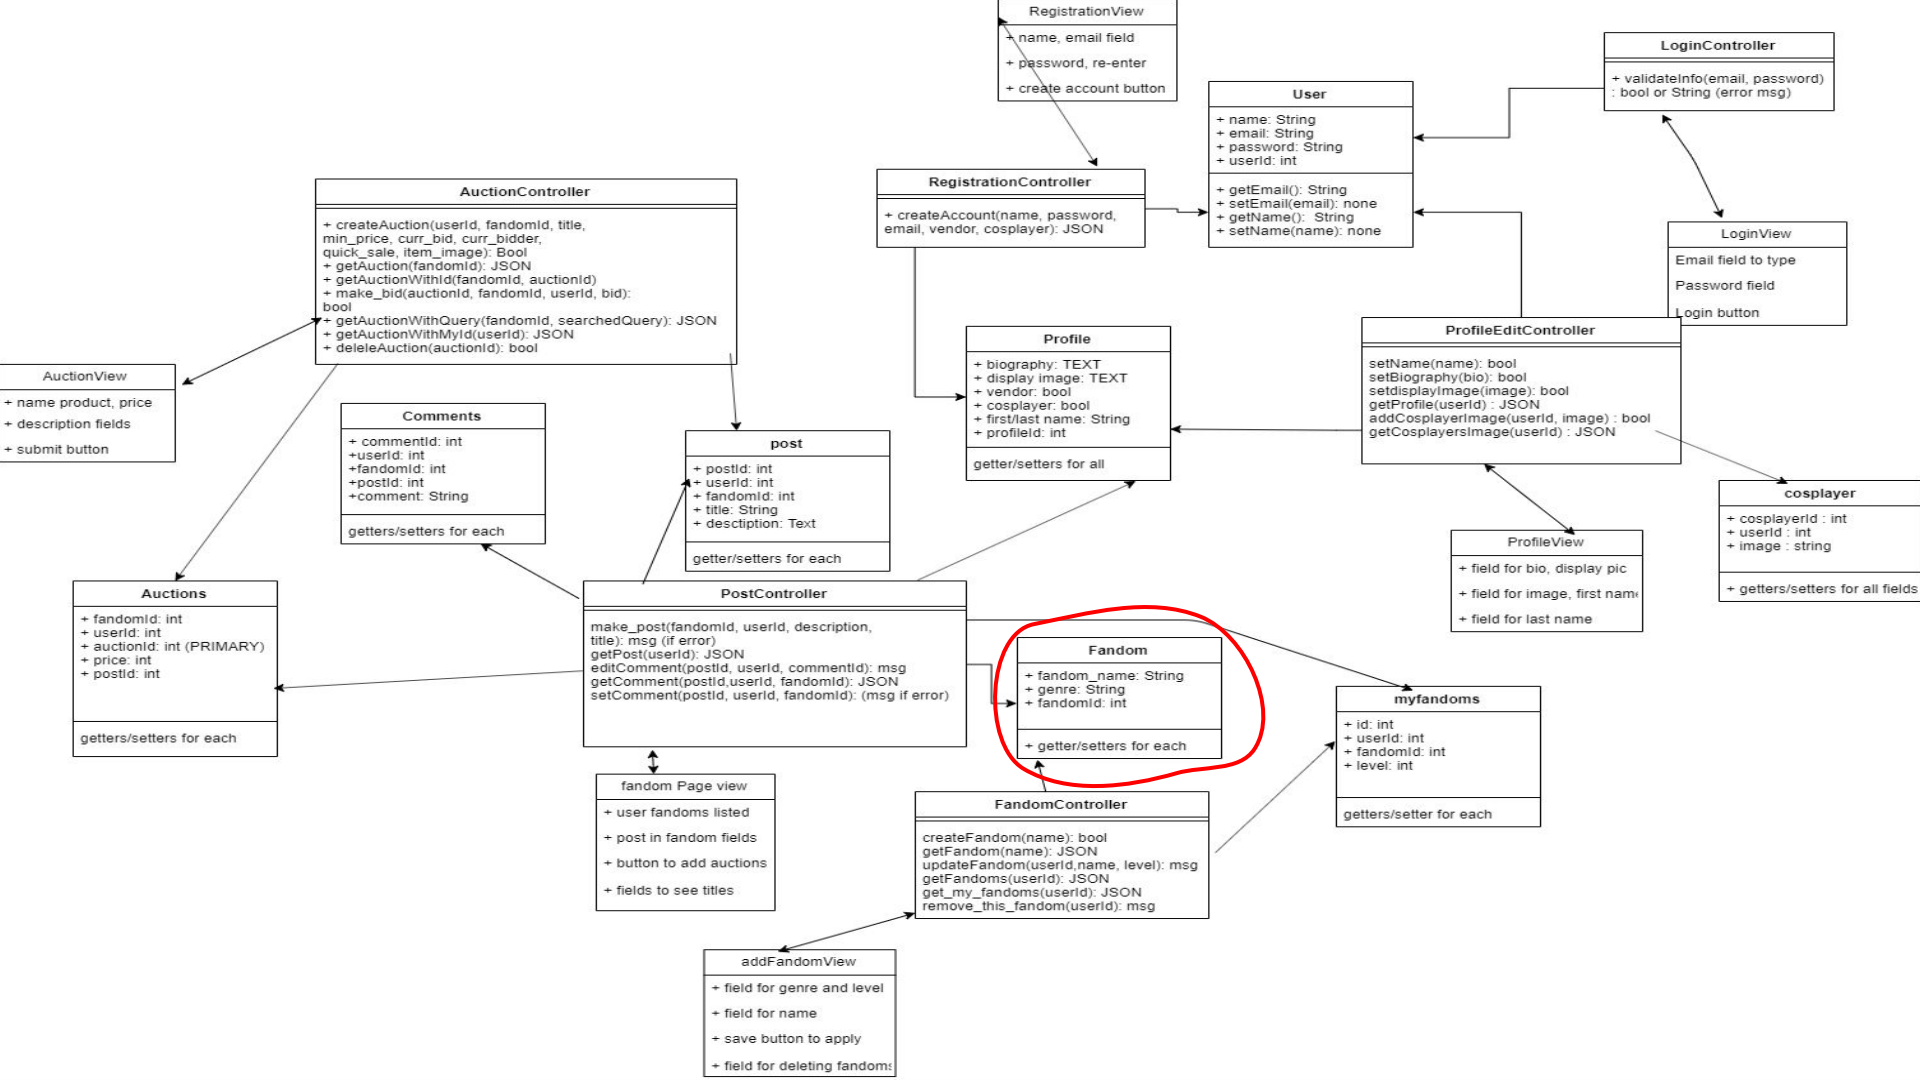 RegistrationView
+ name, email field
+ password, re-enter
+ create account button
LoginController
+ validateInfo(email, password)
: bool or String (error msg)
User
+ name: String
+ email: String
+ password: String
+ userId: int
+ getEmail(): String
+ setEmail(email): none
+ getName():  String
+ setName(name): none
RegistrationController
+ createAccount(name, password,
email, vendor, cosplayer): JSON
AuctionController
+ createAuction(userId, fandomId, title,
min_price, curr_bid, curr_bidder,
quick_sale, item_image): Bool
+ getAuction(fandomId): JSON
+ getAuctionWithId(fandomId, auctionId)
+ make_bid(auctionId, fandomId, userId, bid):
bool
+ getAuctionWithQuery(fandomId, searchedQuery): JSON
+ getAuctionWithMyId(userId): JSON
+ deleleAuction(auctionId): bool
LoginView
Email field to type
Password field
Login button
Profile
+ biography: TEXT
+ display image: TEXT
+ vendor: bool
+ cosplayer: bool
+ first/last name: String
+ profileId: int
getter/setters for all
ProfileEditController
setName(name): bool
setBiography(bio): bool
setdisplayImage(image): bool
getProfile(userId) : JSON
addCosplayerImage(userId, image) : bool
getCosplayersImage(userId) : JSON
AuctionView
+ name product, price
+ description fields
+ submit button
Comments
+ commentId: int
+userId: int
+fandomId: int
+postId: int
+comment: String
getters/setters for each
post
+ postId: int
+ userId: int
+ fandomId: int
+ title: String
+ desctiption: Text
getter/setters for each
cosplayer
+ cosplayerId : int
+ userId : int
+ image : string
+ getters/setters for all fields
ProfileView
+ field for bio, display pic
+ field for image, first name
+ field for last name
Auctions
+ fandomId: int
+ userId: int
+ auctionId: int (PRIMARY)
+ price: int
+ postId: int
getters/setters for each
PostController
make_post(fandomId, userId, description,
title): msg (if error)
getPost(userId): JSON
editComment(postId, userId, commentId): msg
getComment(postId,userId, fandomId): JSON
setComment(postId, userId, fandomId): (msg if error)
Fandom
+ fandom_name: String
+ genre: String
+ fandomId: int
+ getter/setters for each
myfandoms
+ id: int
+ userId: int
+ fandomId: int
+ level: int
getters/setter for each
fandom Page view
+ user fandoms listed
+ post in fandom fields
+ button to add auctions
+ fields to see titles
FandomController
createFandom(name): bool
getFandom(name): JSON
updateFandom(userId,name, level): msg
getFandoms(userId): JSON
get_my_fandoms(userId): JSON
remove_this_fandom(userId): msg
addFandomView
+ field for genre and level
+ field for name
+ save button to apply
+ field for deleting fandoms